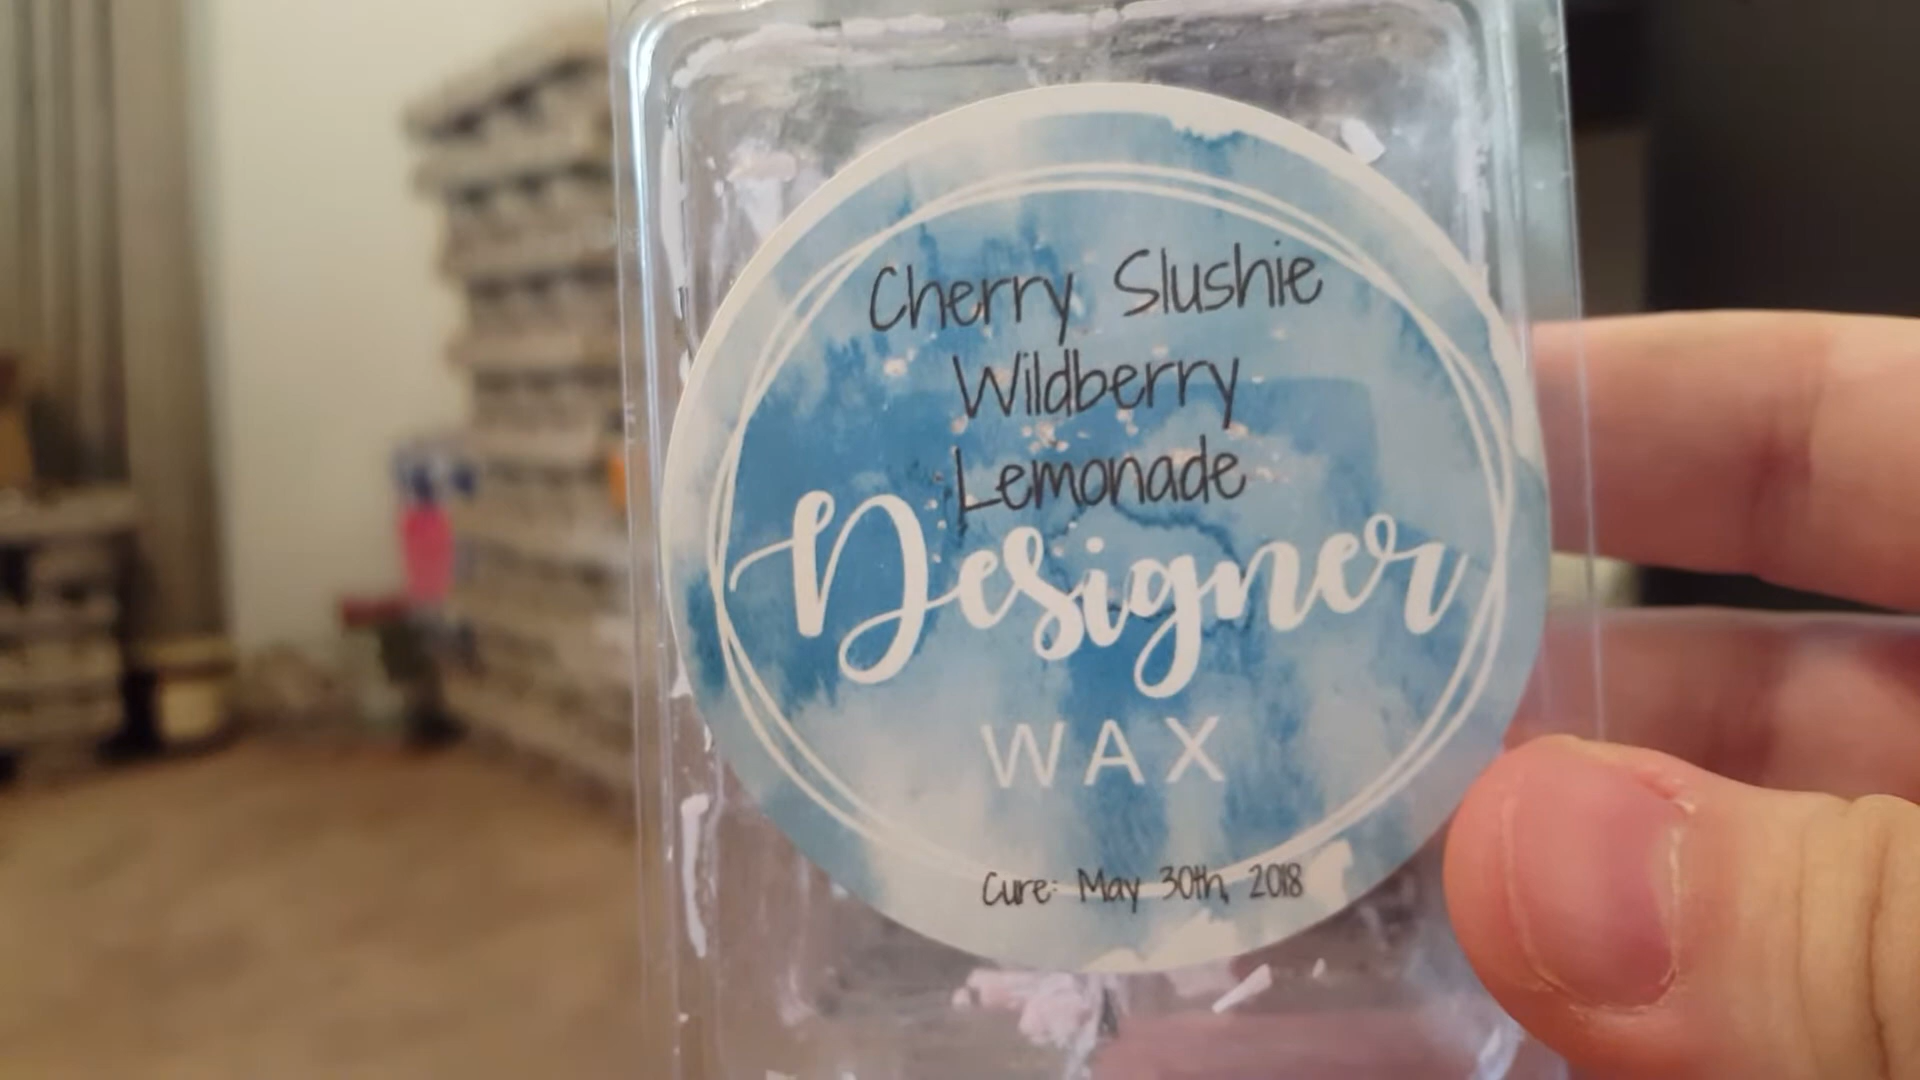 Cherry Slushie
Wildberry
Lemonade
Designer
WAX
Cure: May 30th, 2018